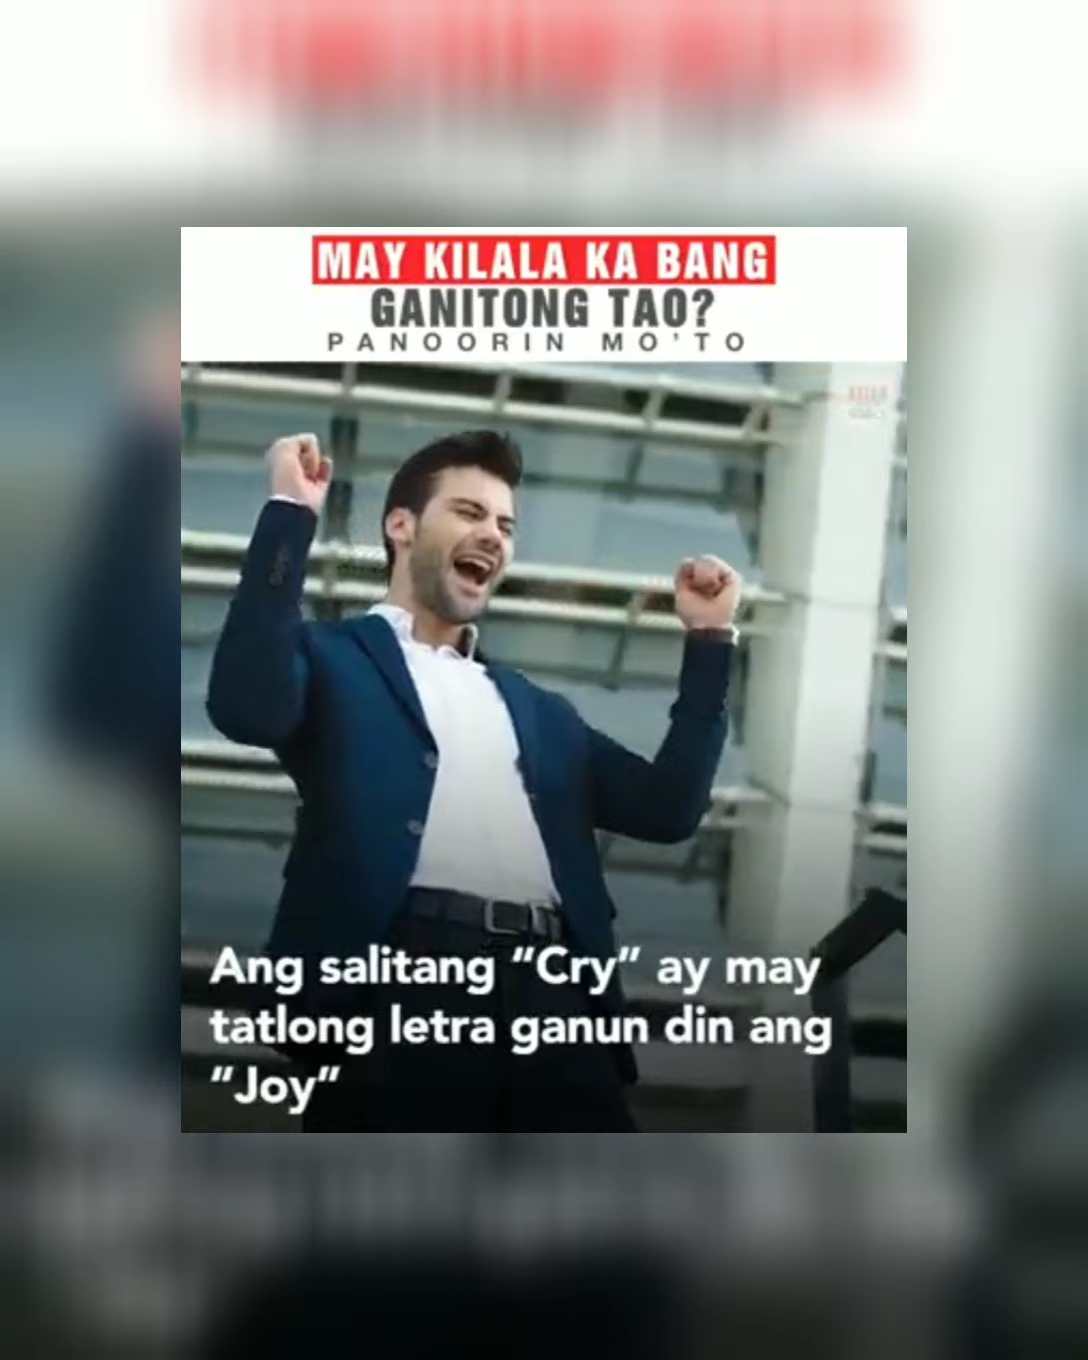 MAY KILALA KA BANG
GANITONG TAO?
PANOORIN MO'TO
Ang salitang “Cry” ay may
tatlong letra ganun din ang
“Joy”